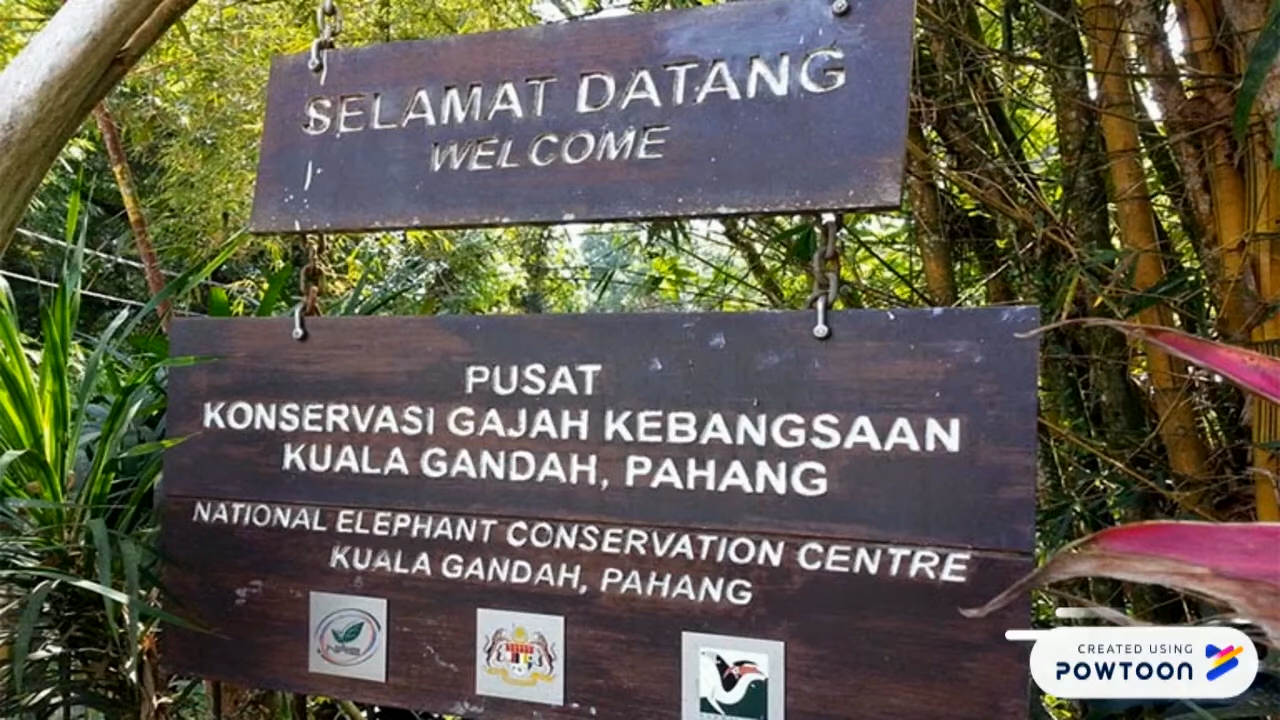 SELAMAT DATANG
WELCOME
PUSAT
KONSERVASI GAJAH KEBANGSAAN
KUALA GANDAH, PAHANG
NATIONAL ELEPHANT CONSERVATION CENTRE
KUALA GANDAH, PAHANG
CREATED USING
POWTOON